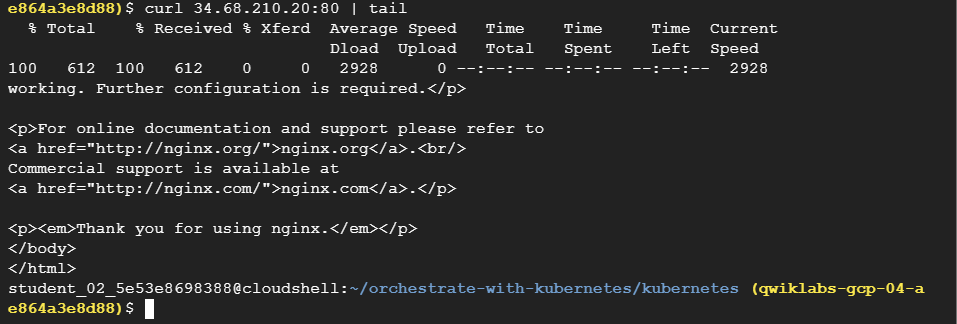 e864a3e8d88)$ curl 34.68.210.20:80 | tail
  % Total    % Received % Xferd  Average Speed   Time    Time     Time  Current
                                 Dload  Upload   Total   Spent    Left  Speed
100   612  100   612    0     0   2928      0 --:--:-- --:--:-- --:--:--  2928
working. Further configuration is required.</p>

<p>For online documentation and support please refer to
<a href="http://nginx.org/">nginx.org</a>.<br/>
Commercial support is available at
<a href="http://nginx.com/">nginx.com</a>.</p>

<p><em>Thank you for using nginx.</em></p>
</body>
</html>
student_02_5e53e8698388@cloudshell:~/orchestrate-with-kubernetes/kubernetes (qwiklabs-gcp-04-a
e864a3e8d88)$